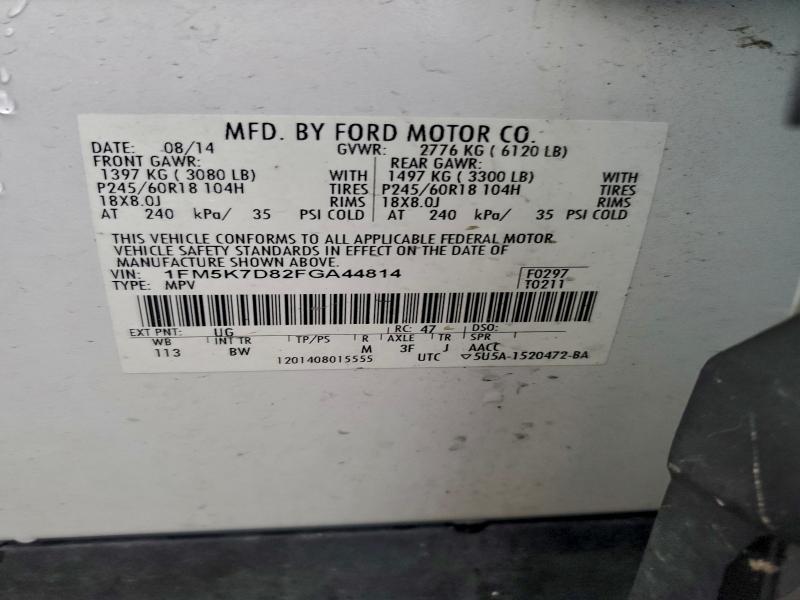 MFD. BY FORD MOTOR CO.
DATE: 08/14 GVWR: 2776 KG ( 6120 LB)
FRONT GAWR: REAR GAWR:
1397 KG ( 3080 LB) WITH 1497 KG ( 3300 LB) WITH
P245/60R18 104H TIRES P245/60R18 104H TIRES
18X8.0J RIMS 18X8.0J RIMS
AT 240 kPa/ 35 PSI COLD AT 240 kPa/ 35 PSI COLD
THIS VEHICLE CONFORMS TO ALL APPLICABLE FEDERAL MOTOR
VEHICLE SAFETY STANDARDS IN EFFECT ON THE DATE OF
MANUFACTURE SHOWN ABOVE.
VIN: 1FM5K7D82FGA44814 F0297
TYPE: MPV T0211
EXT PNT: UG RC: 47 DSO:
WB INT TR TP/PS R AXLE TR SPR
113 BW M 3F J AACC
1201408015555 UTC 5U5A-1520472-BA